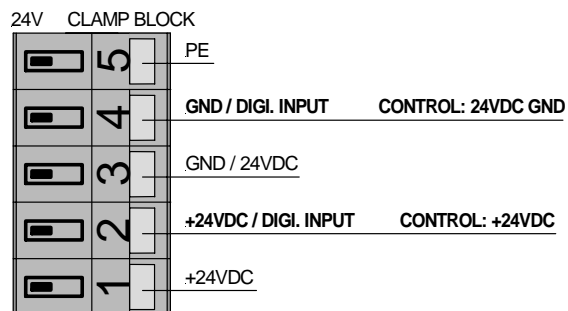 24V CLAMP BLOCK
5 PE
4 GND / DIGI. INPUT CONTROL: 24VDC GND
3 GND / 24VDC
2 +24VDC / DIGI. INPUT CONTROL: +24VDC
1 +24VDC